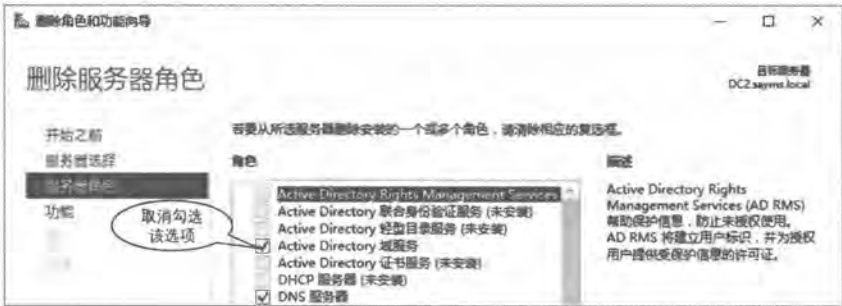 删除角色和功能向导
删除服务器角色
目标服务器
DC2.sayms.local
开始之前
服务器选择
服务器角色
功能
若要从所选服务器删除安装的一个或多个角色，请清除相应的复选框。
角色
Active Directory Rights Management Services
Active Directory 联合身份验证服务 (未安装)
Active Directory 轻型目录服务 (未安装)
Active Directory 域服务
Active Directory 证书服务 (未安装)
DHCP 服务器 (未安装)
DNS 服务器
取消勾选
该选项
描述
Active Directory Rights
Management Services (AD RMS)
帮助保护信息，防止未授权使用。
AD RMS 将建立用户标识，并为授权
用户提供受保护信息的许可证。